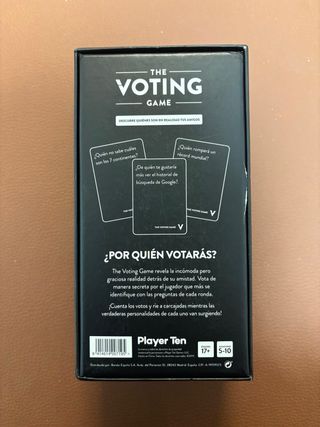 THE
VOTING
GAME
DESCUBRE QUIÉNES SON EN REALIDAD TUS AMIGOS
¿Quién no sabe cuáles
son los 7 continentes?
¿De quién te gustaría
más ver el historial de
búsqueda de Google?
¿Quién romperá un
récord mundial?
THE VOTING GAME V
¿POR QUIÉN VOTARÁS?
The Voting Game revela la incómoda pero
graciosa realidad detrás de su amistad. Vota de
manera secreta por el jugador que más se
identifique con las preguntas de cada ronda.
¡Cuenta los votos y ríe a carcajadas mientras las
verdaderas personalidades de cada uno van surgiendo!
Player Ten
17+
5-10